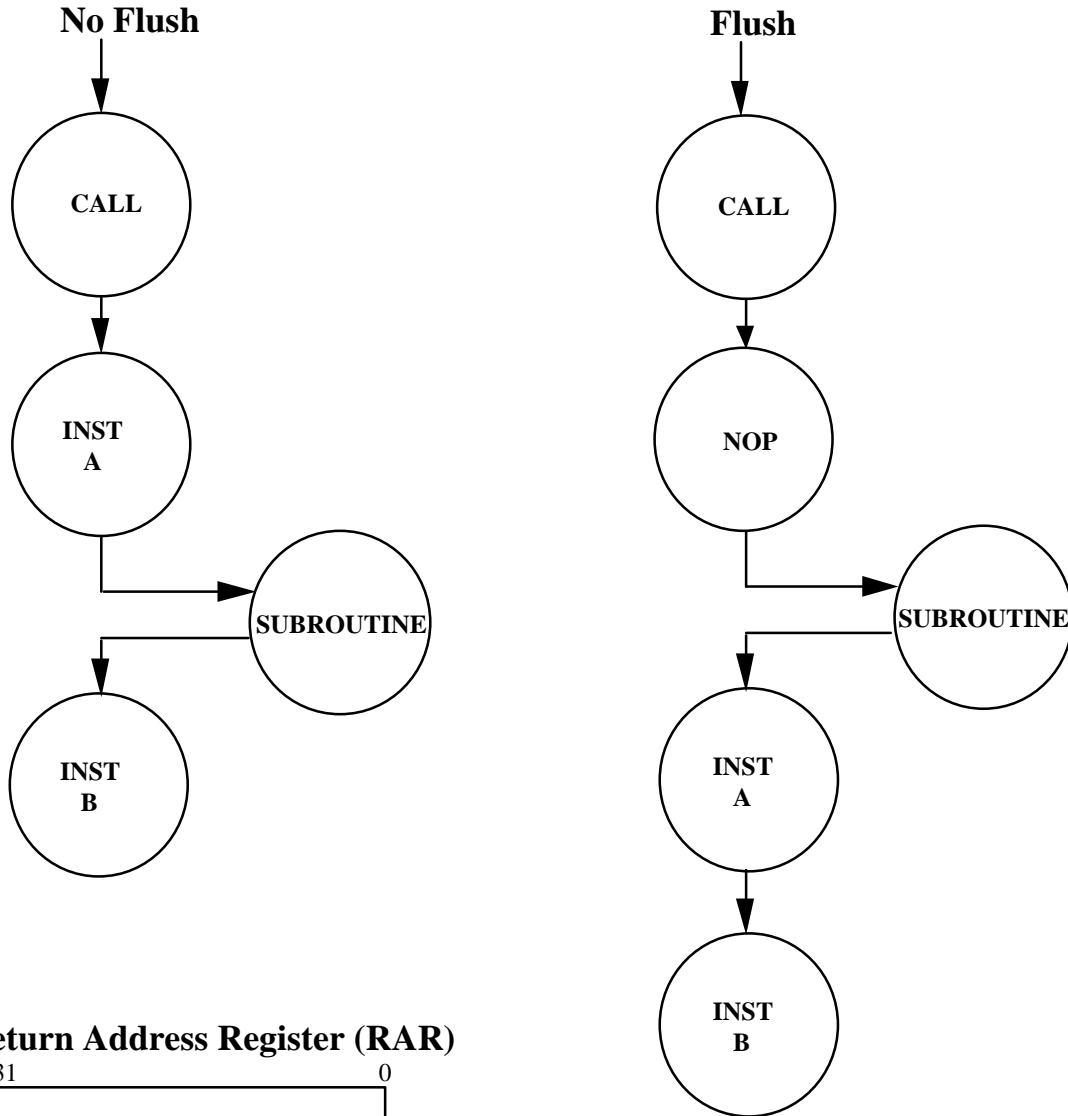 No Flush
CALL
INST
A
SUBROUTINE
INST
B
Flush
CALL
NOP
SUBROUTINE
INST
A
INST
B
eturn Address Register (RAR)
31
0